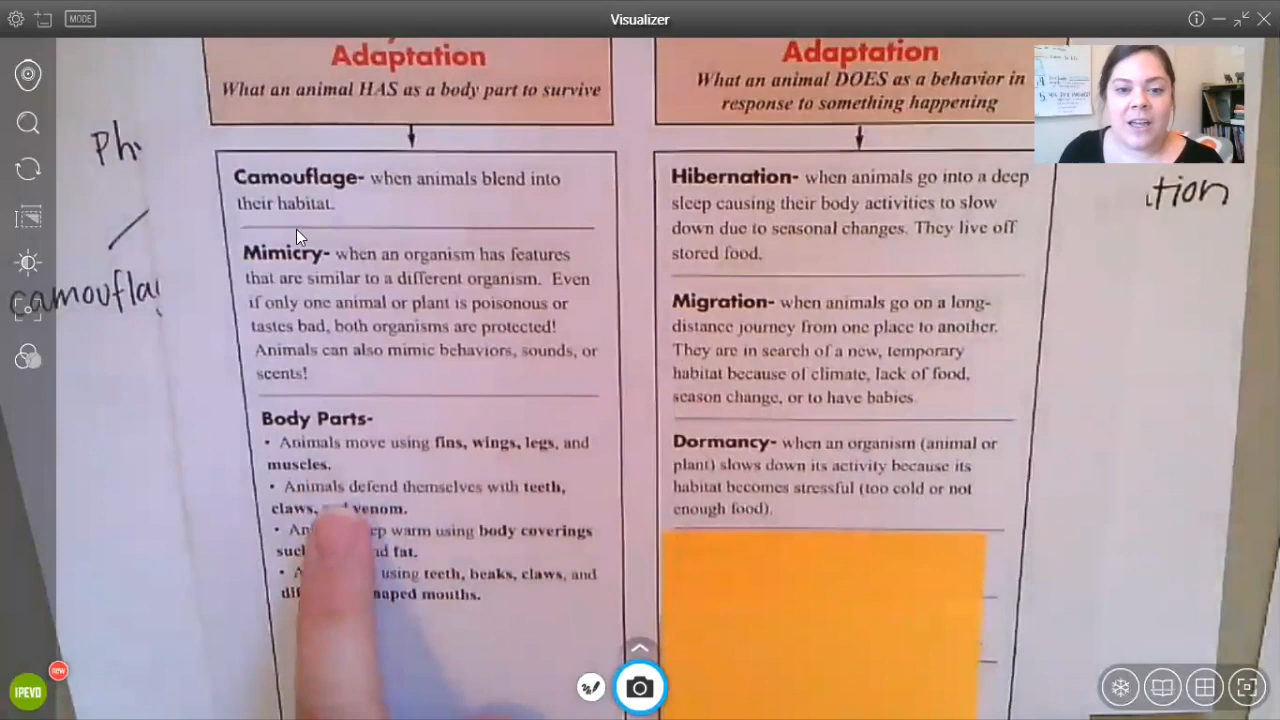 MODE
Visualizer
Adaptation
What an animal HAS as a body part to survive
Camouflage- when animals blend into
their habitat.
Mimicry- when an organism has features
that are similar to a different organism. Even
if only one animal or plant is poisonous or
tastes bad, both organisms are protected!
Animals can also mimic behaviors, sounds, or
scents!
Body Parts-
• Animals move using fins, wings, legs, and
muscles.
• Animals defend themselves with teeth,
claws, and venom.
keep warm using body coverings
fat.
using teeth, beaks, claws, and
mouths.
Adaptation
What an animal DOES as a behavior in
response to something happening
Hibernation- when animals go into a deep
sleep causing their body activities to slow
down due to seasonal changes. They live off
stored food.
Migration- when animals go on a long-
distance journey from one place to another.
They are in search of a new, temporary
habitat because of climate, lack of food,
season change, or to have babies.
Dormancy- when an organism (animal or
plant) slows down its activity because its
habitat becomes stressful (too cold or not
enough food).
Ph
camoufla
tion
new
IPEVO